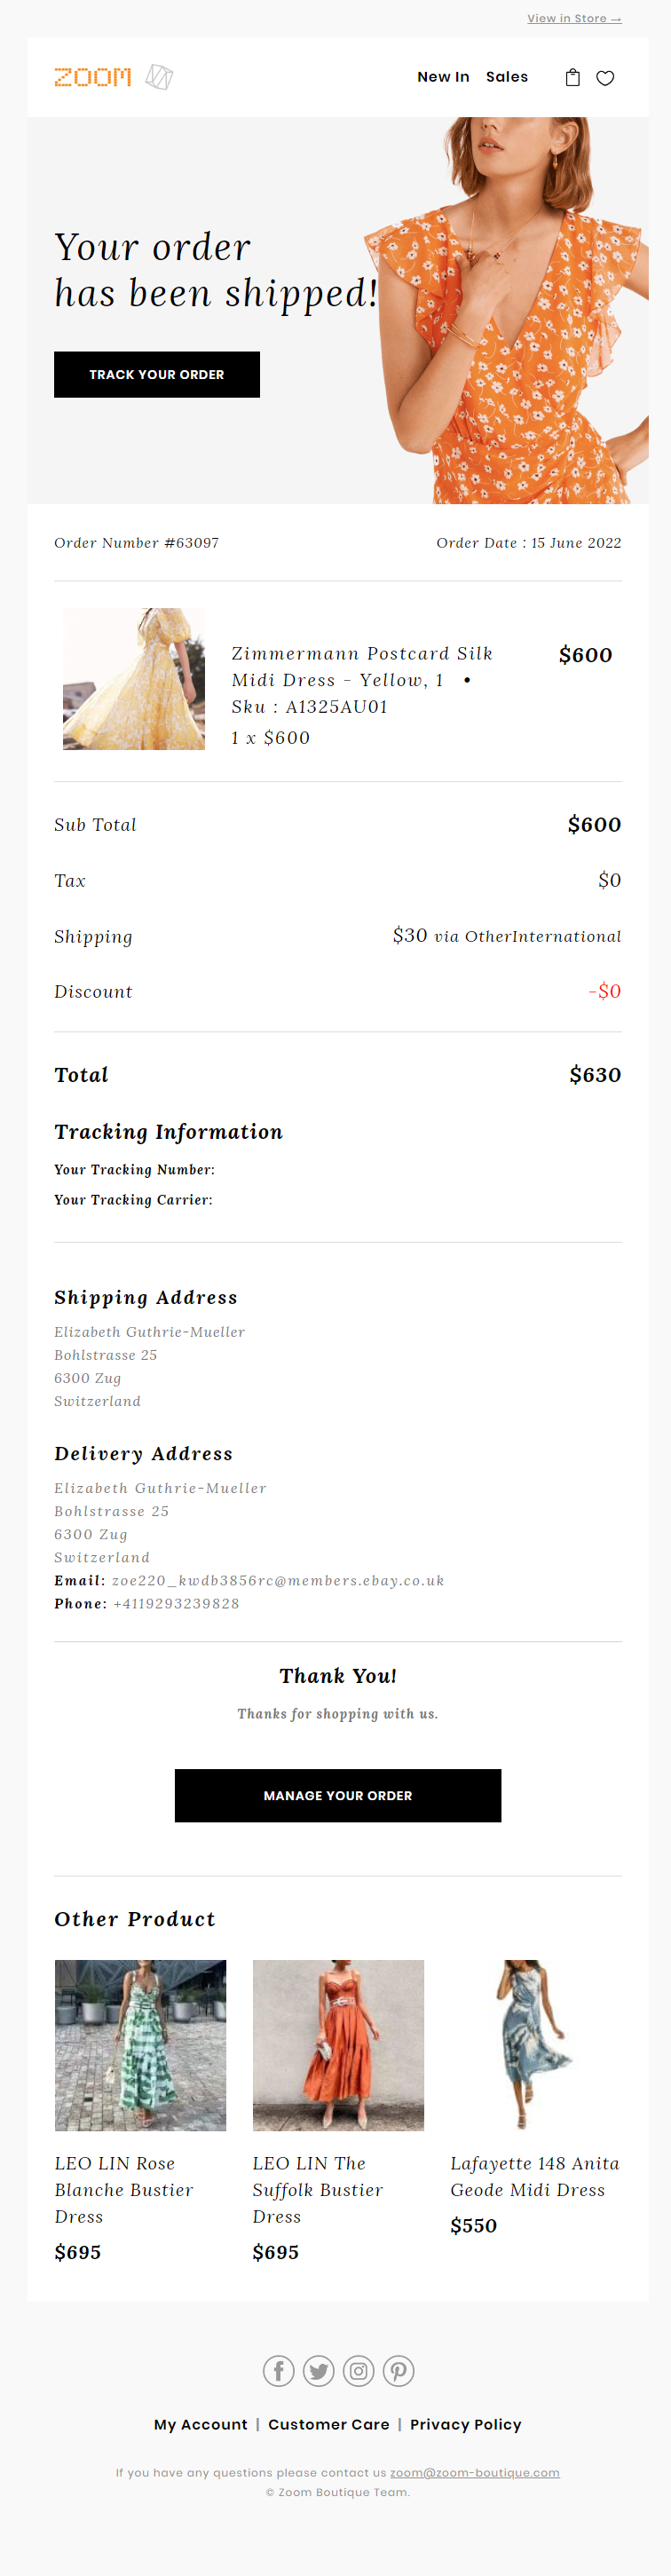 View in Store →
ZOOM
New In Sales
Your order
has been shipped!
TRACK YOUR ORDER
Order Number #63097 Order Date : 15 June 2022
Zimmermann Postcard Silk $600
Midi Dress - Yellow, 1 •
Sku : A1325AU01
1 x $600
Sub Total $600
Tax $0
Shipping $30 via OtherInternational
Discount -$0
Total $630
Tracking Information
Your Tracking Number:
Your Tracking Carrier:
Shipping Address
Elizabeth Guthrie-Mueller
Bohlstrasse 25
6300 Zug
Switzerland
Delivery Address
Elizabeth Guthrie-Mueller
Bohlstrasse 25
6300 Zug
Switzerland
Email: zoe220_kwdb3856rc@members.ebay.co.uk
Phone: +4119293239828
Thank You!
Thanks for shopping with us.
MANAGE YOUR ORDER
Other Product
LEO LIN Rose
Blanche Bustier
Dress
$695
LEO LIN The
Suffolk Bustier
Dress
$695
Lafayette 148 Anita
Geode Midi Dress
$550
My Account | Customer Care | Privacy Policy
If you have any questions please contact us zoom@zoom-boutique.com
© Zoom Boutique Team.